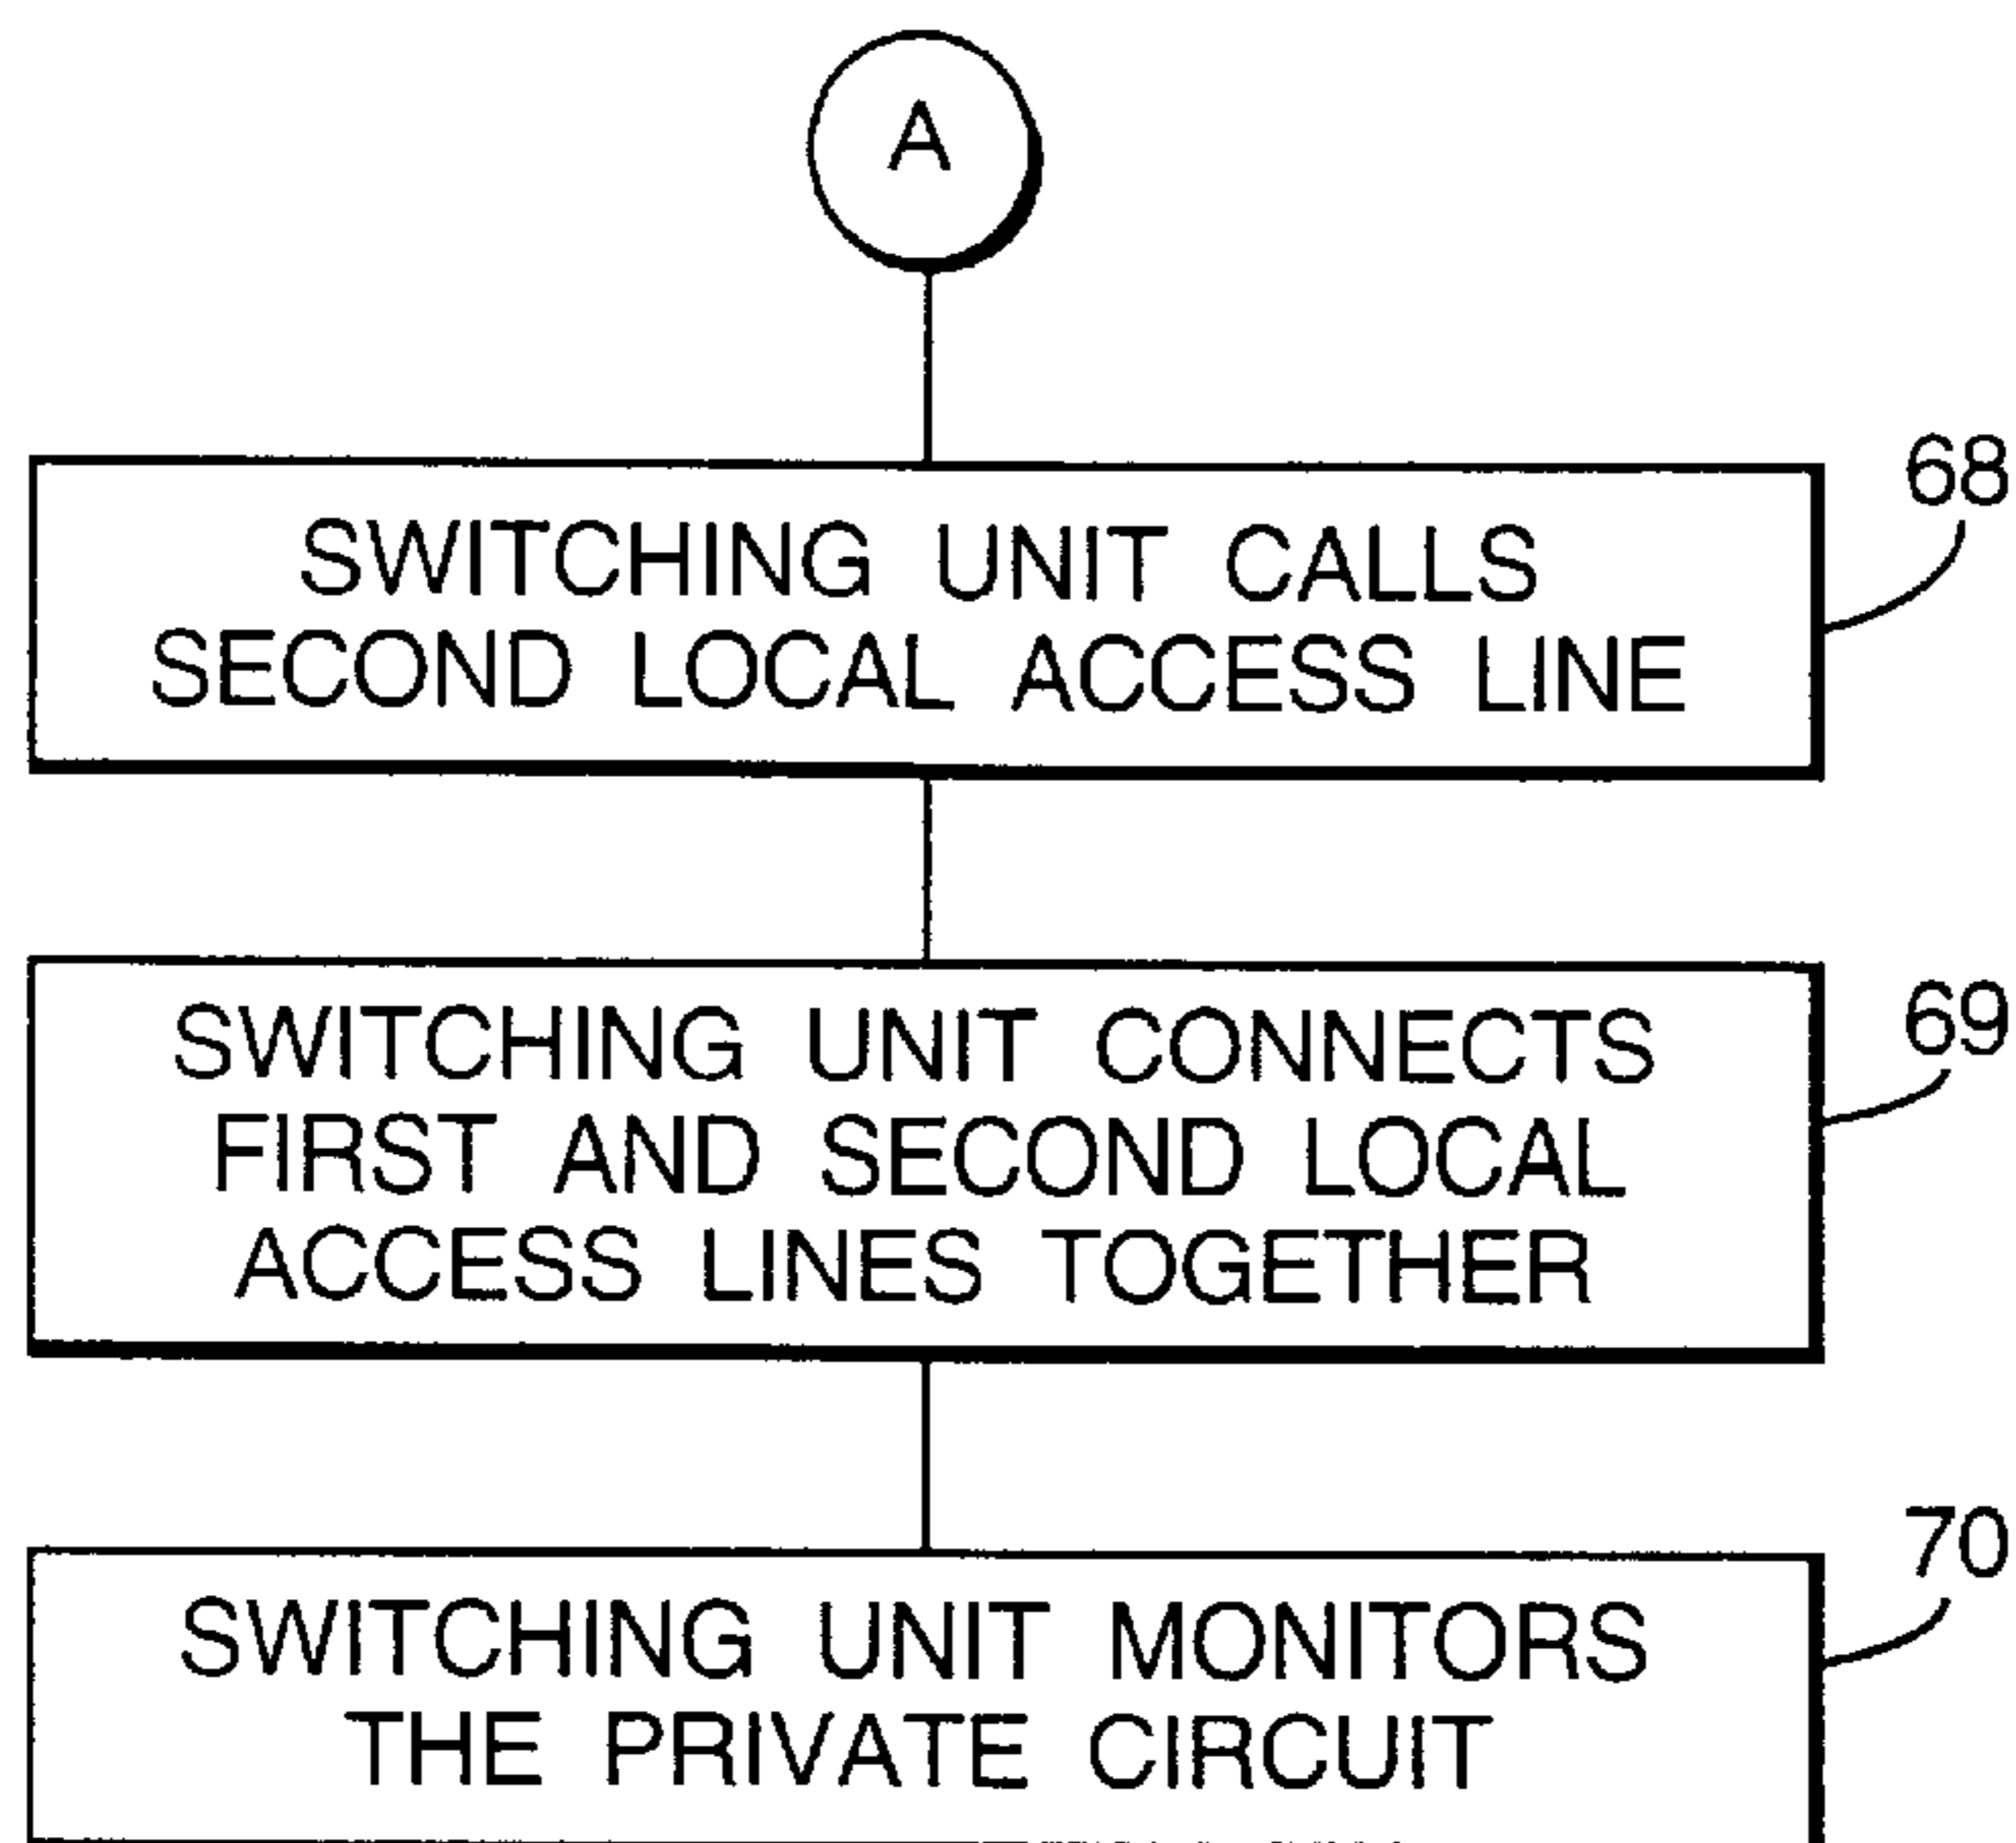 A
68
SWITCHING UNIT CALLS
SECOND LOCAL ACCESS LINE
69
SWITCHING UNIT CONNECTS
FIRST AND SECOND LOCAL
ACCESS LINES TOGETHER
70
SWITCHING UNIT MONITORS
THE PRIVATE CIRCUIT